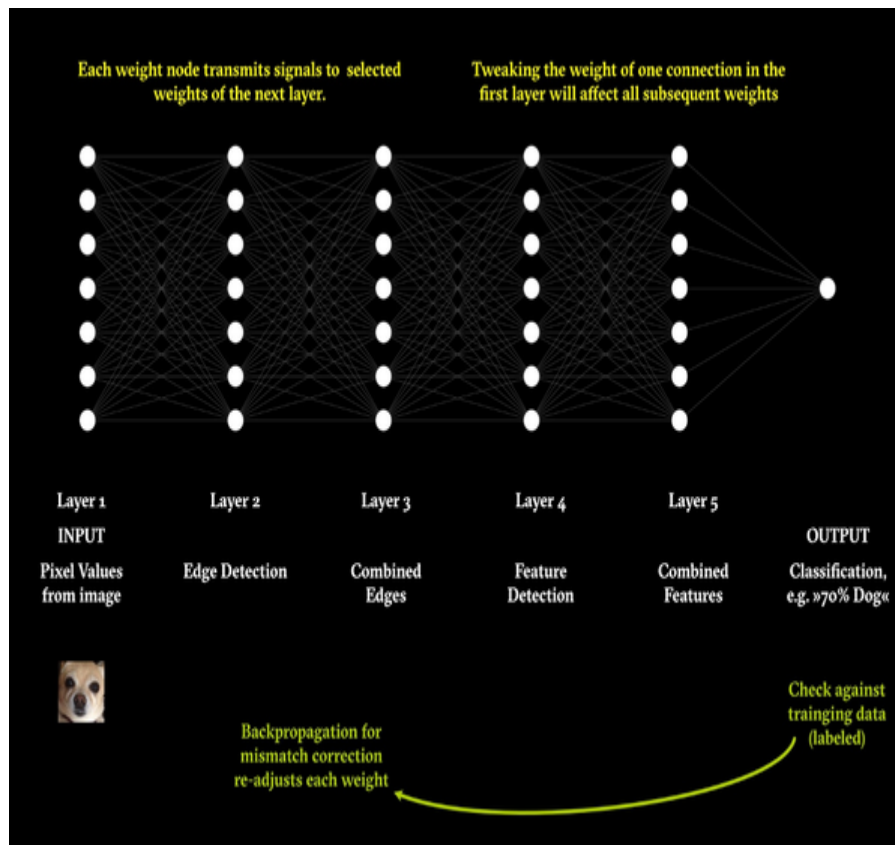 Each weight node transmits signals to selected
weights of the next layer.
Tweaking the weight of one connection in the
first layer will affect all subsequent weights
Layer 1
INPUT
Pixel Values
from image
Layer 2
Edge Detection
Layer 3
Combined
Edges
Layer 4
Feature
Detection
Layer 5
Combined
Features
OUTPUT
Classification,
e.g. »70% Dog«
Check against
trainging data
(labeled)
Backpropagation for
mismatch correction
re-adjusts each weight